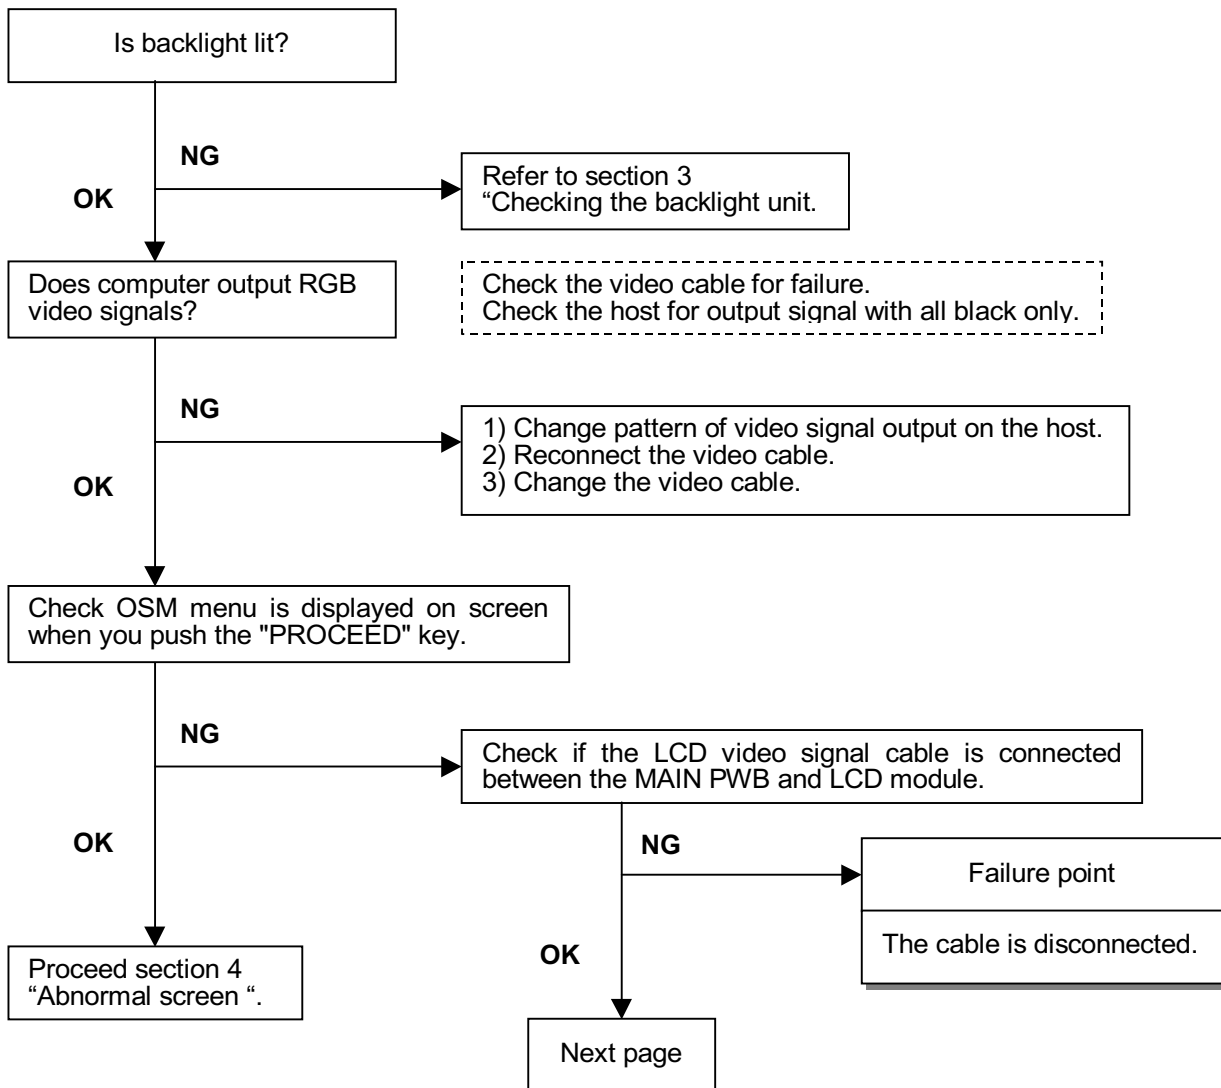 Is backlight lit?
NG
OK
Refer to section 3
“Checking the backlight unit.
Does computer output RGB
video signals?
Check the video cable for failure.
Check the host for output signal with all black only.
NG
OK
1) Change pattern of video signal output on the host.
2) Reconnect the video cable.
3) Change the video cable.
Check OSM menu is displayed on screen
when you push the "PROCEED" key.
NG
OK
Check if the LCD video signal cable is connected
between the MAIN PWB and LCD module.
NG
OK
Failure point
The cable is disconnected.
Proceed section 4
“Abnormal screen “.
Next page